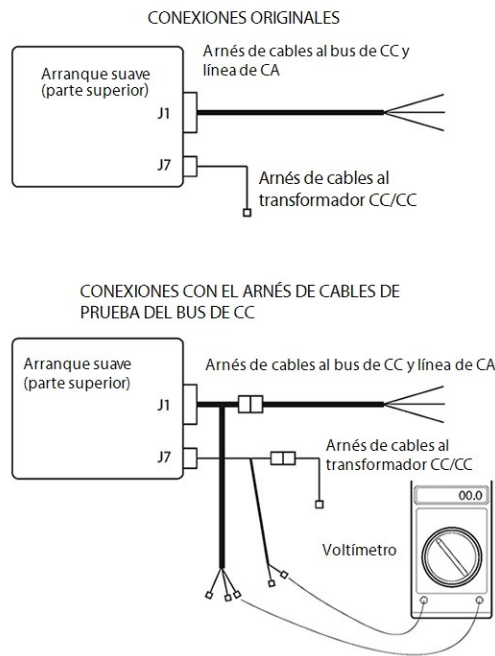 CONEXIONES ORIGINALES
Arnés de cables al bus de CC y
línea de CA
Arranque suave
(parte superior)
J1
J7
Arnés de cables al
transformador CC/CC
CONEXIONES CON EL ARNÉS DE CABLES DE
PRUEBA DEL BUS DE CC
Arranque suave
(parte superior)
Arnés de cables al bus de CC y línea de CA
J1
J7
Arnés de cables al
transformador CC/CC
00.0
Voltímetro